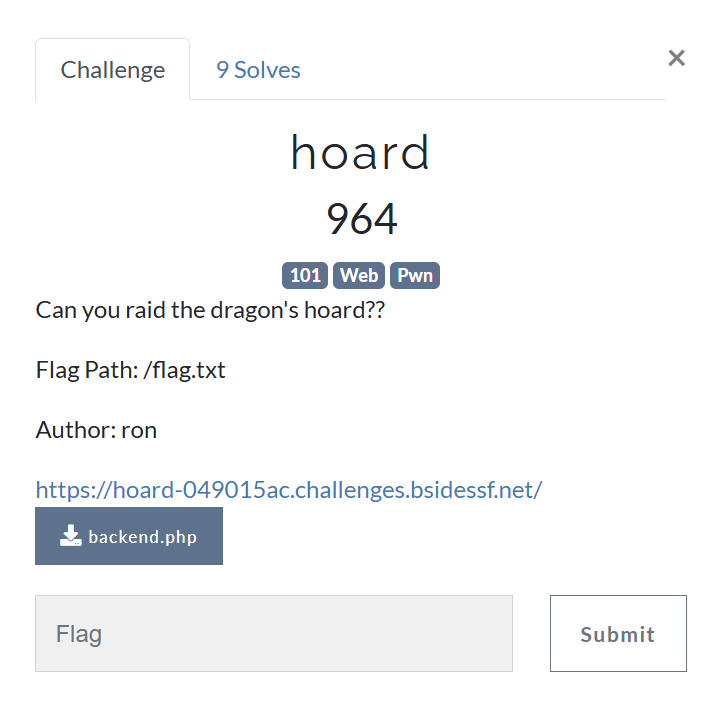 Challenge
9 Solves
×
hoard
964
101 Web Pwn
Can you raid the dragon's hoard??
Flag Path: /flag.txt
Author: ron
https://hoard-049015ac.challenges.bsidessf.net/
backend.php
Flag
Submit